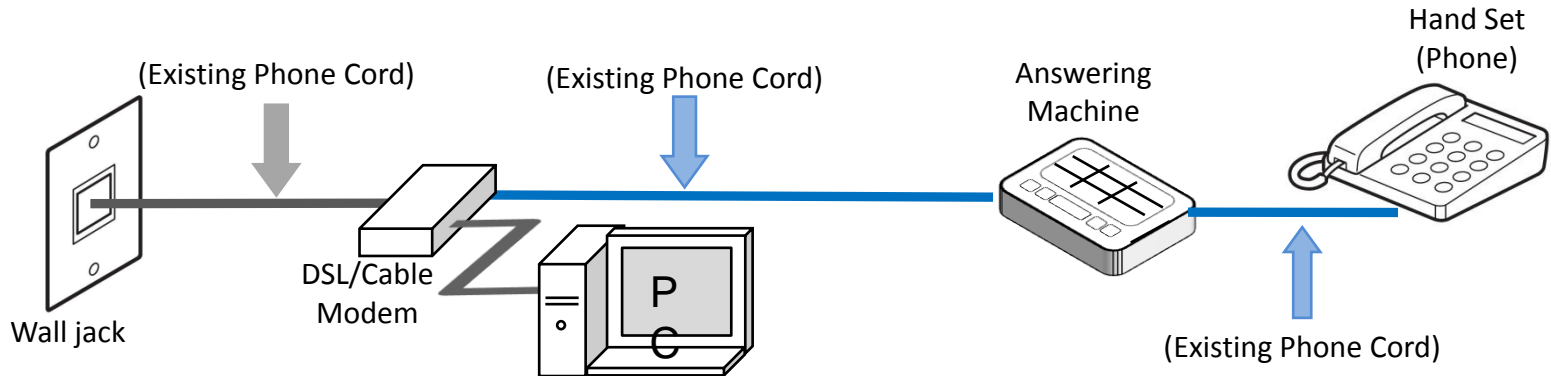 Hand Set
(Phone)
(Existing Phone Cord)
(Existing Phone Cord)
Answering
Machine
DSL/Cable
Modem
P
C
Wall jack
(Existing Phone Cord)